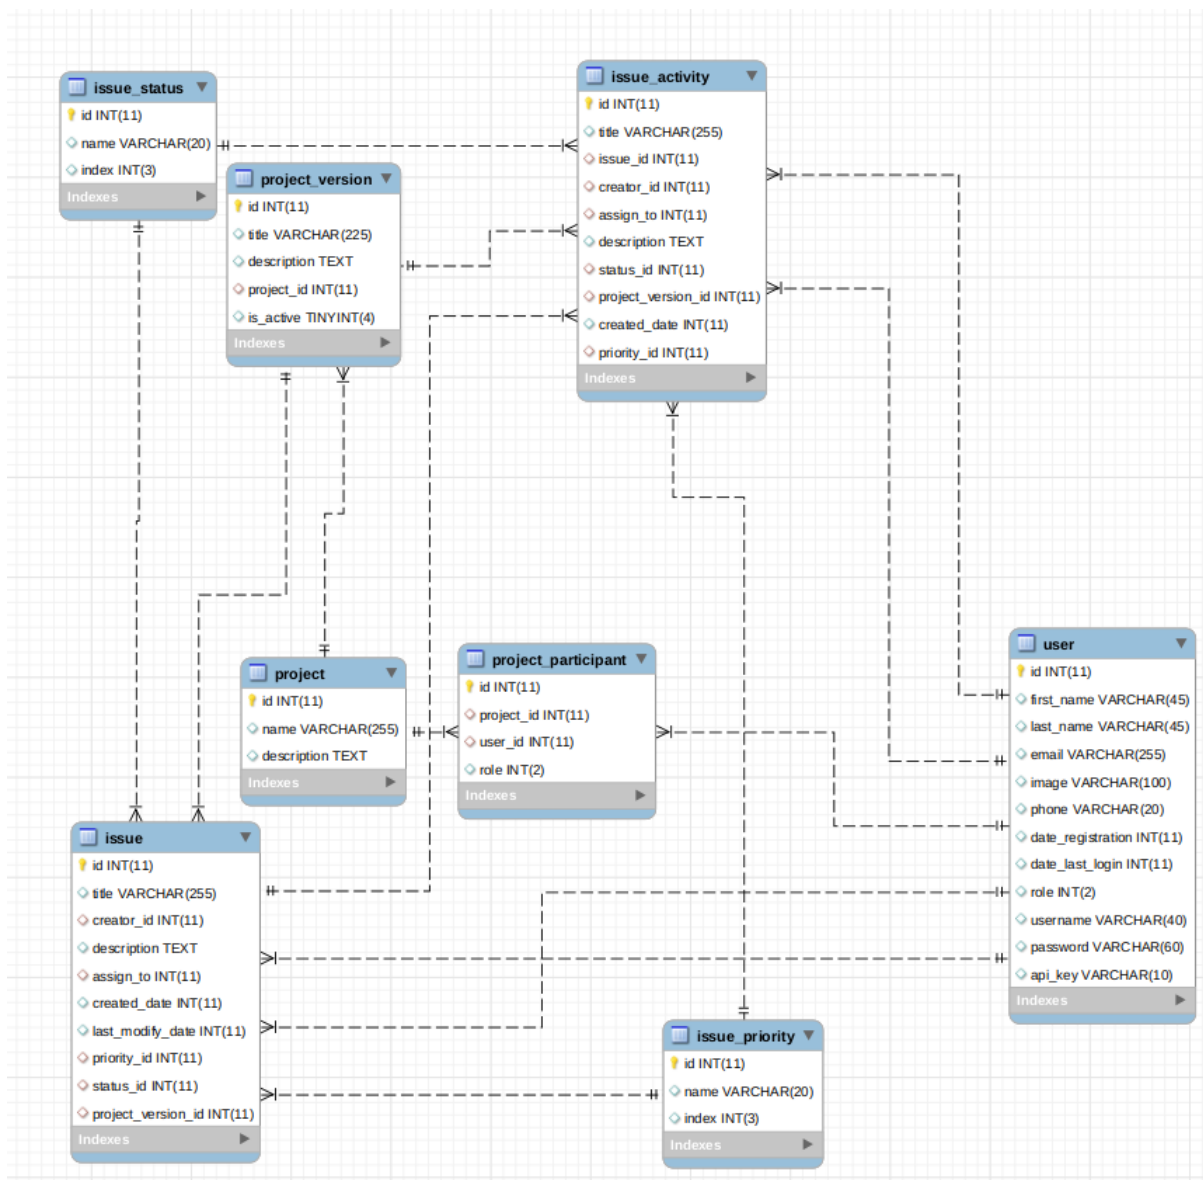 issue_status
id INT(11)
name VARCHAR(20)
index INT(3)
Indexes
project_version
id INT(11)
title VARCHAR(225)
description TEXT
project_id INT(11)
is_active TINYINT(4)
Indexes
issue_activity
id INT(11)
title VARCHAR(255)
issue_id INT(11)
creator_id INT(11)
assign_to INT(11)
description TEXT
status_id INT(11)
project_version_id INT(11)
created_date INT(11)
priority_id INT(11)
Indexes
project
id INT(11)
name VARCHAR(255)
description TEXT
Indexes
project_participant
id INT(11)
project_id INT(11)
user_id INT(11)
role INT(2)
Indexes
user
id INT(11)
first_name VARCHAR(45)
last_name VARCHAR(45)
email VARCHAR(255)
image VARCHAR(100)
phone VARCHAR(20)
date_registration INT(11)
date_last_login INT(11)
role INT(2)
username VARCHAR(40)
password VARCHAR(60)
api_key VARCHAR(10)
Indexes
issue
id INT(11)
title VARCHAR(255)
creator_id INT(11)
description TEXT
assign_to INT(11)
created_date INT(11)
last_modify_date INT(11)
priority_id INT(11)
status_id INT(11)
project_version_id INT(11)
Indexes
issue_priority
id INT(11)
name VARCHAR(20)
index INT(3)
Indexes